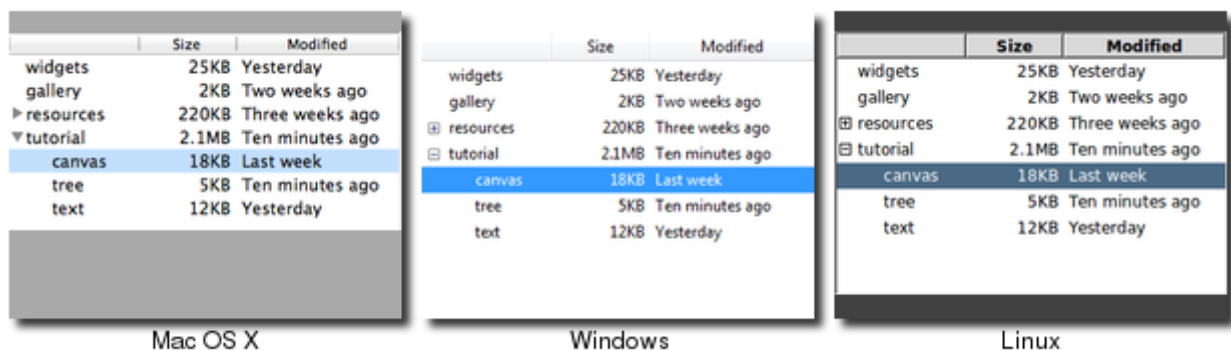 Size Modified
widgets 25KB Yesterday
gallery 2KB Two weeks ago
resources 220KB Three weeks ago
tutorial 2.1MB Ten minutes ago
canvas 18KB Last week
tree 5KB Ten minutes ago
text 12KB Yesterday
Mac OS X
Size Modified
widgets 25KB Yesterday
gallery 2KB Two weeks ago
resources 220KB Three weeks ago
tutorial 2.1MB Ten minutes ago
canvas 18KB Last week
tree 5KB Ten minutes ago
text 12KB Yesterday
Windows
Size Modified
widgets 25KB Yesterday
gallery 2KB Two weeks ago
resources 220KB Three weeks ago
tutorial 2.1MB Ten minutes ago
canvas 18KB Last week
tree 5KB Ten minutes ago
text 12KB Yesterday
Linux